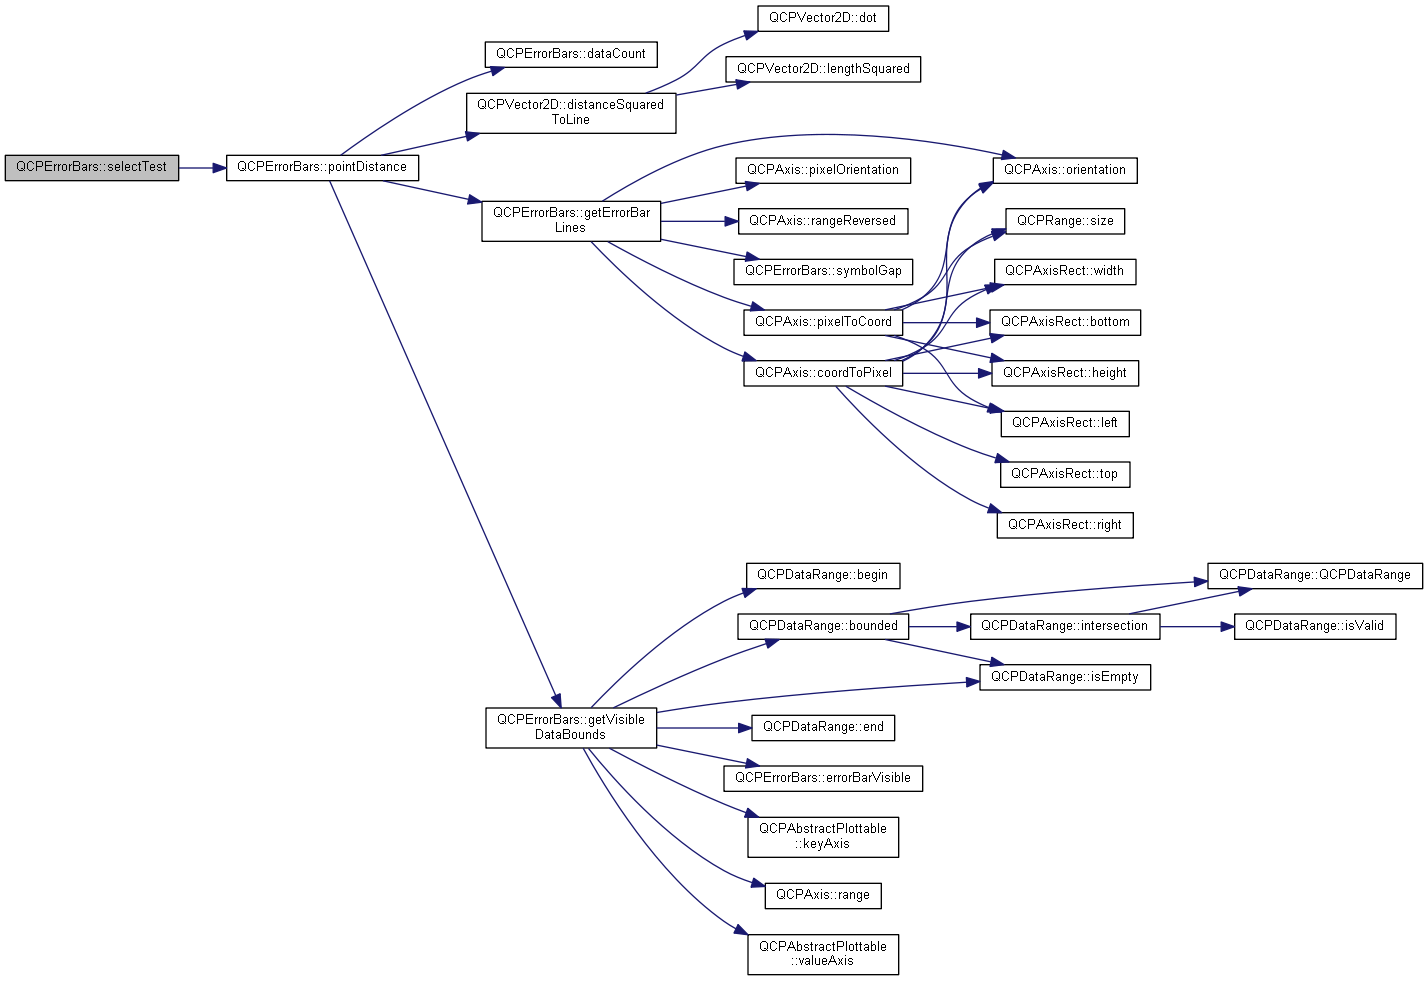 QCPErrorBars::selectTest
QCPErrorBars::pointDistance
QCPErrorBars::dataCount
QCPVector2D::distanceSquared
ToLine
QCPVector2D::dot
QCPVector2D::lengthSquared
QCPErrorBars::getErrorBar
Lines
QCPAxis::pixelOrientation
QCPAxis::rangeReversed
QCPErrorBars::symbolGap
QCPAxis::pixelToCoord
QCPAxis::coordToPixel
QCPAxis::orientation
QCPRange::size
QCPAxisRect::width
QCPAxisRect::bottom
QCPAxisRect::height
QCPAxisRect::left
QCPAxisRect::top
QCPAxisRect::right
QCPErrorBars::getVisible
DataBounds
QCPDataRange::begin
QCPDataRange::bounded
QCPDataRange::end
QCPErrorBars::errorBarVisible
QCPAbstractPlottable
::keyAxis
QCPAxis::range
QCPAbstractPlottable
::valueAxis
QCPDataRange::intersection
QCPDataRange::isEmpty
QCPDataRange::QCPDataRange
QCPDataRange::isValid